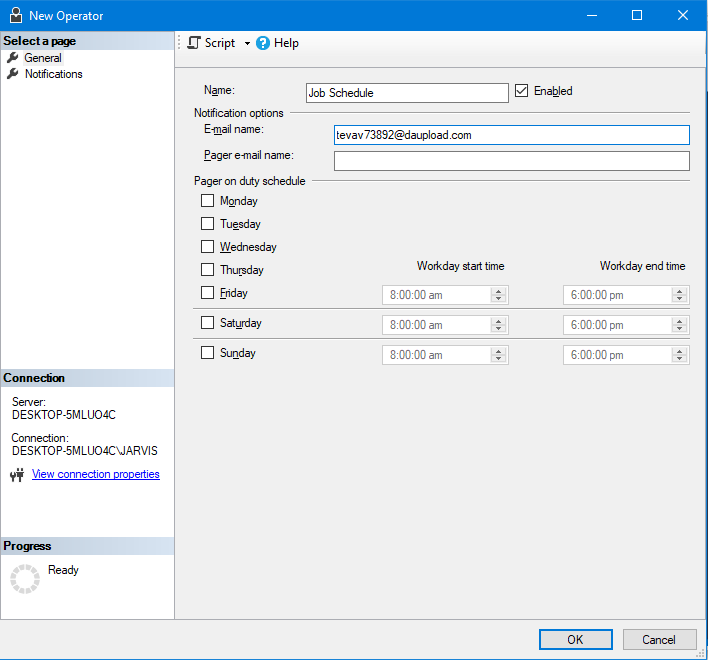 New Operator
Select a page
General
Notifications
Script
Help
Name:
Job Schedule
Enabled
Notification options
E-mail name:
tevav73892@daupload.com
Pager e-mail name:
Pager on duty schedule
Monday
Tuesday
Wednesday
Thursday
Workday start time
Workday end time
Friday
8:00:00 am
6:00:00 pm
Saturday
8:00:00 am
6:00:00 pm
Sunday
8:00:00 am
6:00:00 pm
Connection
Server:
DESKTOP-5MLUO4C
Connection:
DESKTOP-5MLUO4C\JARVIS
View connection properties
Progress
Ready
OK
Cancel